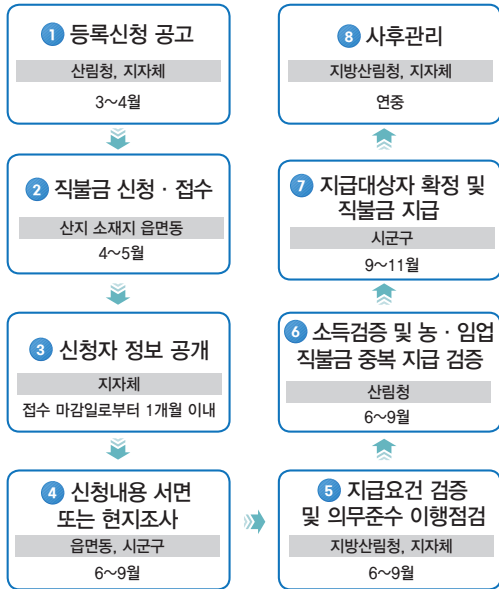 1 등록신청 공고
산림청, 지자체
3~4월
2 직불금 신청 · 접수
산지 소재지 읍면동
4~5월
3 신청자 정보 공개
지자체
접수 마감일로부터 1개월 이내
4 신청내용 서면
또는 현지조사
읍면동, 시군구
6~9월
5 지급요건 검증
및 의무준수 이행점검
지방산림청, 지자체
6~9월
6 소득검증 및 농 · 임업
직불금 중복 지급 검증
산림청
6~9월
7 지급대상자 확정 및
직불금 지급
시군구
9~11월
8 사후관리
지방산림청, 지자체
연중